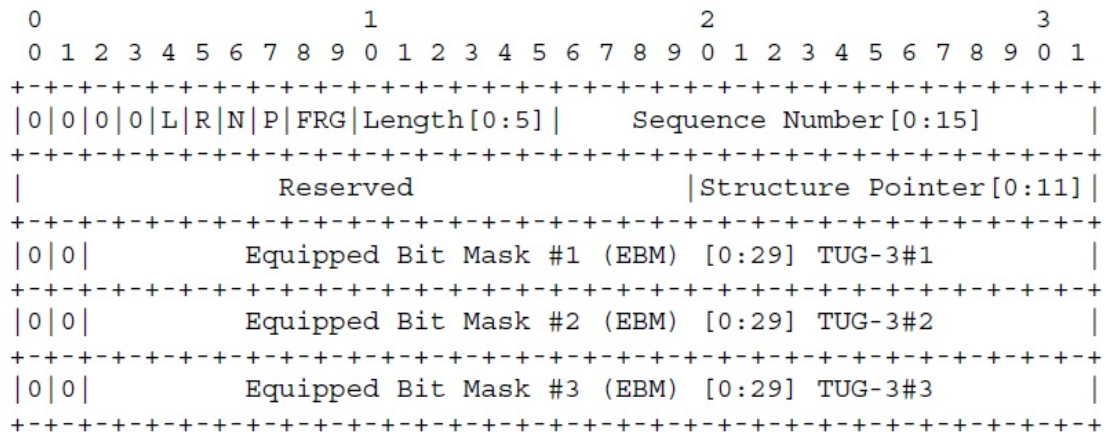 0                   1                   2                   3
 0 1 2 3 4 5 6 7 8 9 0 1 2 3 4 5 6 7 8 9 0 1 2 3 4 5 6 7 8 9 0 1
+-+-+-+-+-+-+-+-+-+-+-+-+-+-+-+-+-+-+-+-+-+-+-+-+-+-+-+-+-+-+-+-+
|0|0|0|0|L|R|N|P|FRG|Length[0:5]|    Sequence Number[0:15]      |
+-+-+-+-+-+-+-+-+-+-+-+-+-+-+-+-+-+-+-+-+-+-+-+-+-+-+-+-+-+-+-+-+
|               Reserved                |Structure Pointer[0:11]|
+-+-+-+-+-+-+-+-+-+-+-+-+-+-+-+-+-+-+-+-+-+-+-+-+-+-+-+-+-+-+-+-+
|0|0|         Equipped Bit Mask #1 (EBM) [0:29] TUG-3#1         |
+-+-+-+-+-+-+-+-+-+-+-+-+-+-+-+-+-+-+-+-+-+-+-+-+-+-+-+-+-+-+-+-+
|0|0|         Equipped Bit Mask #2 (EBM) [0:29] TUG-3#2         |
+-+-+-+-+-+-+-+-+-+-+-+-+-+-+-+-+-+-+-+-+-+-+-+-+-+-+-+-+-+-+-+-+
|0|0|         Equipped Bit Mask #3 (EBM) [0:29] TUG-3#3         |
+-+-+-+-+-+-+-+-+-+-+-+-+-+-+-+-+-+-+-+-+-+-+-+-+-+-+-+-+-+-+-+-+